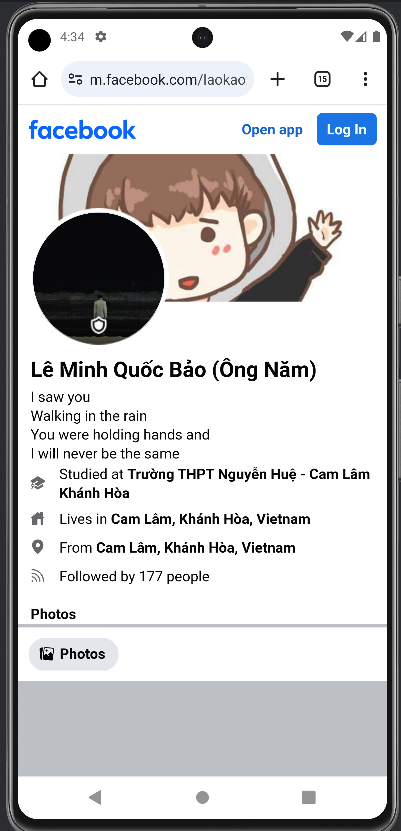 4:34
m.facebook.com/laokao
15
facebook
Open app
Log In
Lê Minh Quốc Bảo (Ông Năm)
I saw you
Walking in the rain
You were holding hands and
I will never be the same
Studied at Trường THPT Nguyễn Huệ - Cam Lâm
Khánh Hòa
Lives in Cam Lâm, Khánh Hòa, Vietnam
From Cam Lâm, Khánh Hòa, Vietnam
Followed by 177 people
Photos
Photos